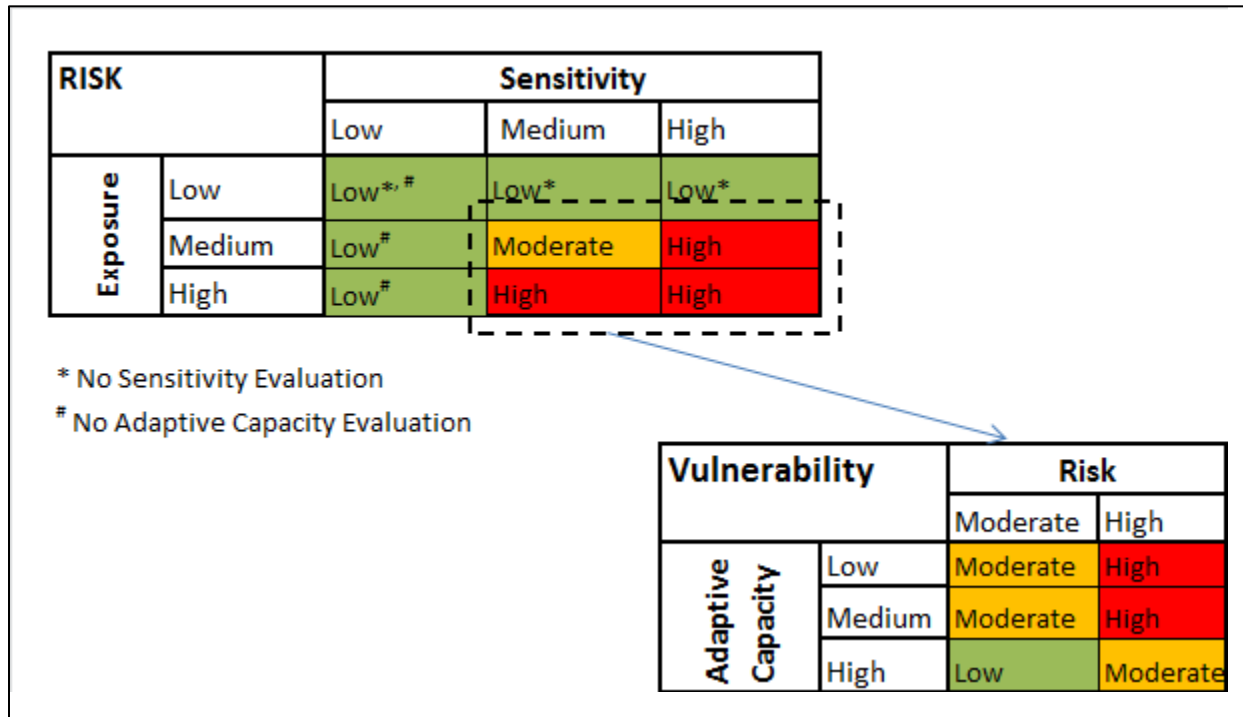 RISK Sensitivity
Low Medium High
Exposure
Low Low*,# Low* Low*
Medium Low# Moderate High
High Low# High High
* No Sensitivity Evaluation
# No Adaptive Capacity Evaluation
Vulnerability Risk
Moderate High
Adaptive
Capacity
Low Moderate High
Medium Moderate High
High Low Moderate